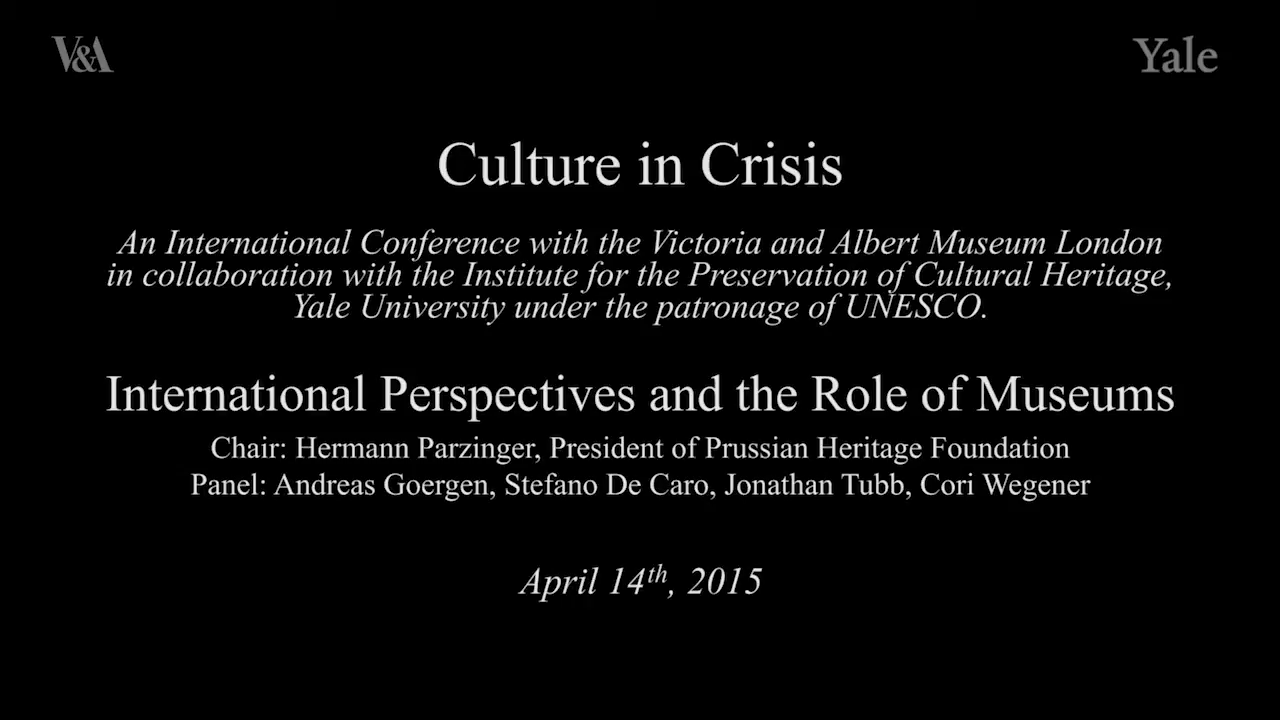 V&A
Yale
Culture in Crisis
An International Conference with the Victoria and Albert Museum London
in collaboration with the Institute for the Preservation of Cultural Heritage,
Yale University under the patronage of UNESCO.
International Perspectives and the Role of Museums
Chair: Hermann Parzinger, President of Prussian Heritage Foundation
Panel: Andreas Goergen, Stefano De Caro, Jonathan Tubb, Cori Wegener
April 14th, 2015